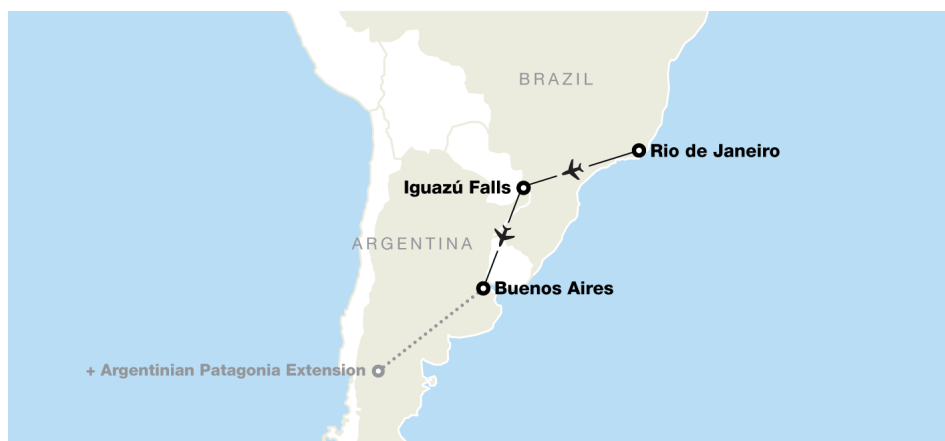 BRAZIL
Rio de Janeiro
Iguazú Falls
ARGENTINA
Buenos Aires
+ Argentinian Patagonia Extension